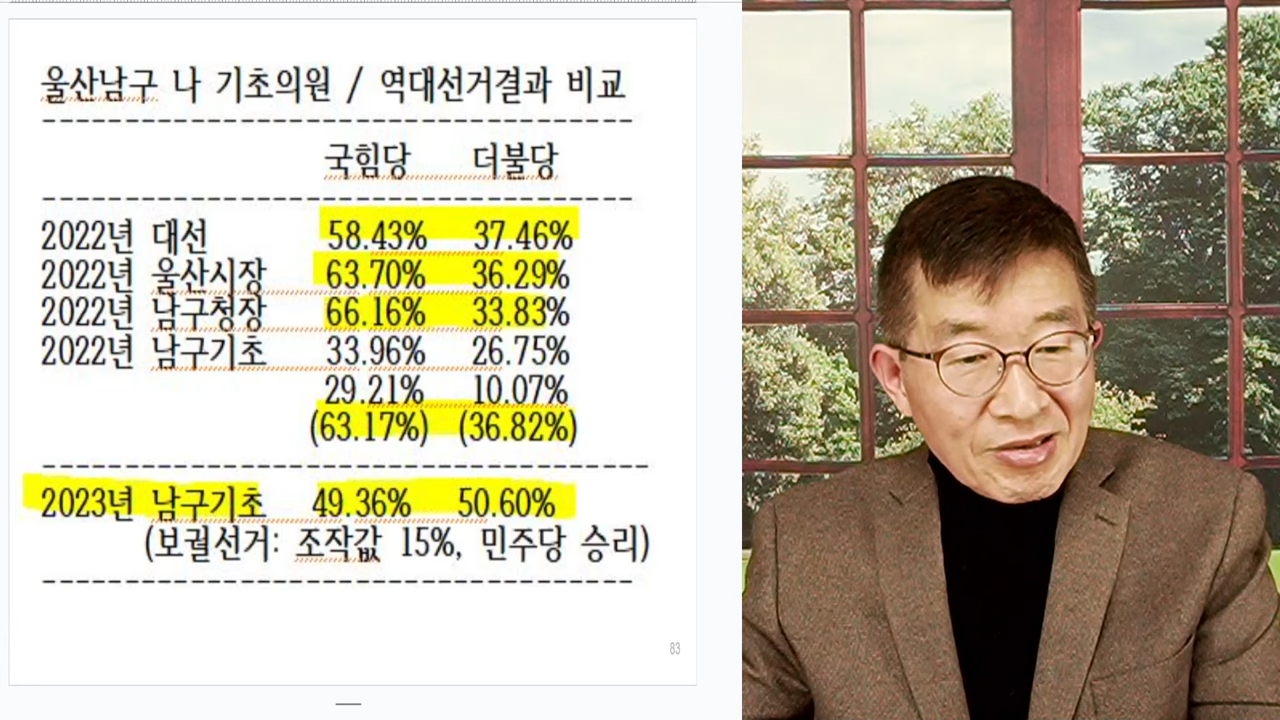 울산남구 나 기초의원 / 역대선거결과 비교
국힘당 더불당
2022년 대선 58.43% 37.46%
2022년 울산시장 63.70% 36.29%
2022년 남구청장 66.16% 33.83%
2022년 남구기초 33.96% 26.75%
29.21% 10.07%
(63.17%) (36.82%)
2023년 남구기초 49.36% 50.60%
(보궐선거: 조작값 15%, 민주당 승리)
83